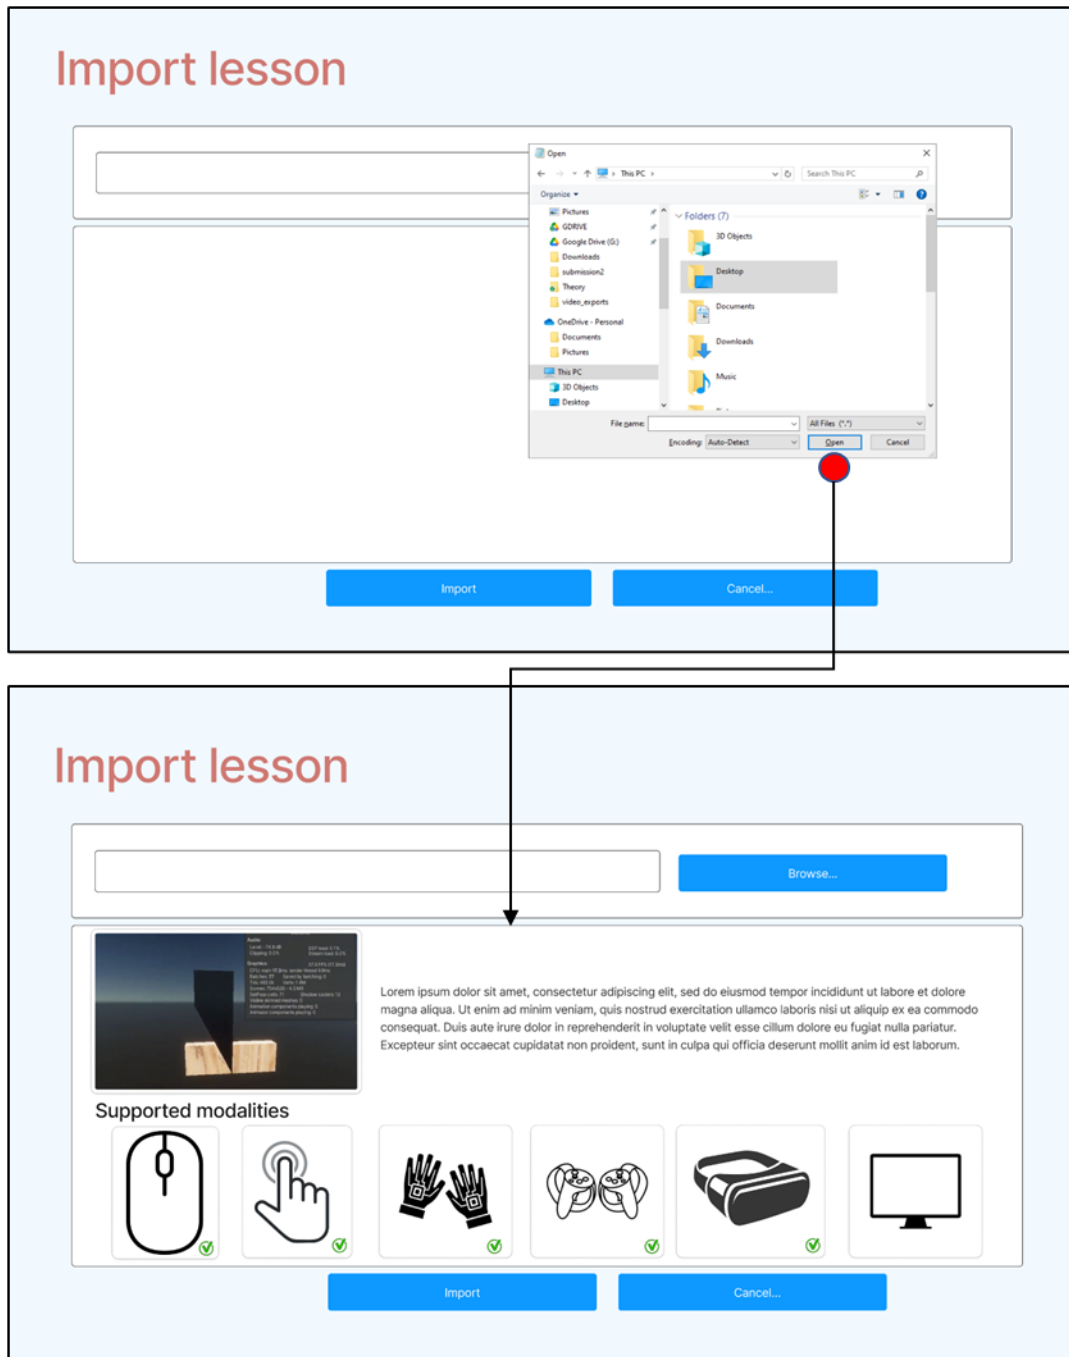 Import lesson
Open
This PC
Search This PC
Organize
Pictures
GDRIVE
Google Drive (G:)
Downloads
submission2
Theory
video_exports
OneDrive - Personal
Documents
Pictures
This PC
3D Objects
Desktop
Folders (7)
3D Objects
Desktop
Documents
Downloads
Music
File name:
All Files (*.*)
Encoding: Auto-Detect
Open
Cancel
Import
Cancel...
Import lesson
Browse...
Audio
Graphics
Lorem ipsum dolor sit amet, consectetur adipiscing elit, sed do eiusmod tempor incididunt ut labore et dolore
magna aliqua. Ut enim ad minim veniam, quis nostrud exercitation ullamco laboris nisi ut aliquip ex ea commodo
consequat. Duis aute irure dolor in reprehenderit in voluptate velit esse cillum dolore eu fugiat nulla pariatur.
Excepteur sint occaecat cupidatat non proident, sunt in culpa qui officia deserunt mollit anim id est laborum.
Supported modalities
Import
Cancel...